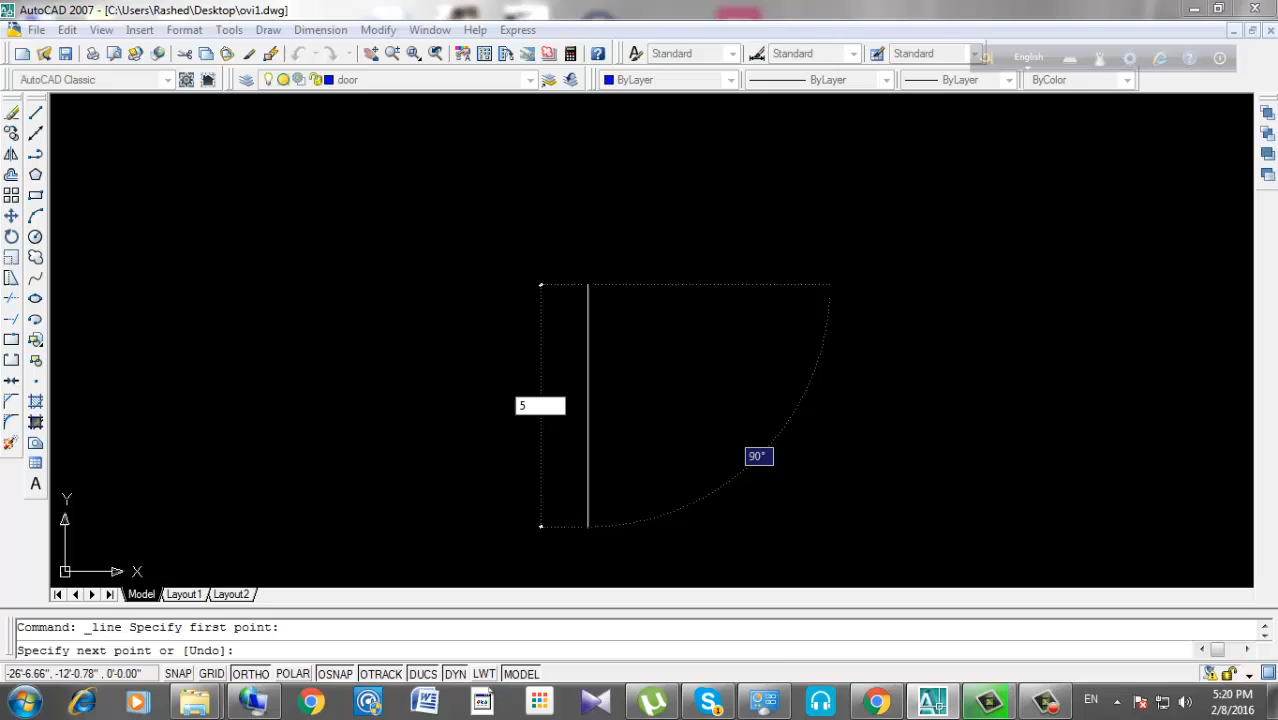 AutoCAD 2007 - [C:\Users\Rashed\Desktop\ovi1.dwg]
File Edit View Insert Format Tools Draw Dimension Modify Window Help Express
Standard Standard Standard
English
AutoCAD Classic door ByLayer ByLayer ByLayer ByColor
5
90°
A
Y
X
Model Layout1 Layout2
Command: _line Specify first point:
Specify next point or [Undo]:
-26'-6.66", -12'-0.78" , 0'-0.00" SNAP GRID ORTHO POLAR OSNAP OTRACK DUCS DYN LWT MODEL
EN 5:20 PM
2/8/2016